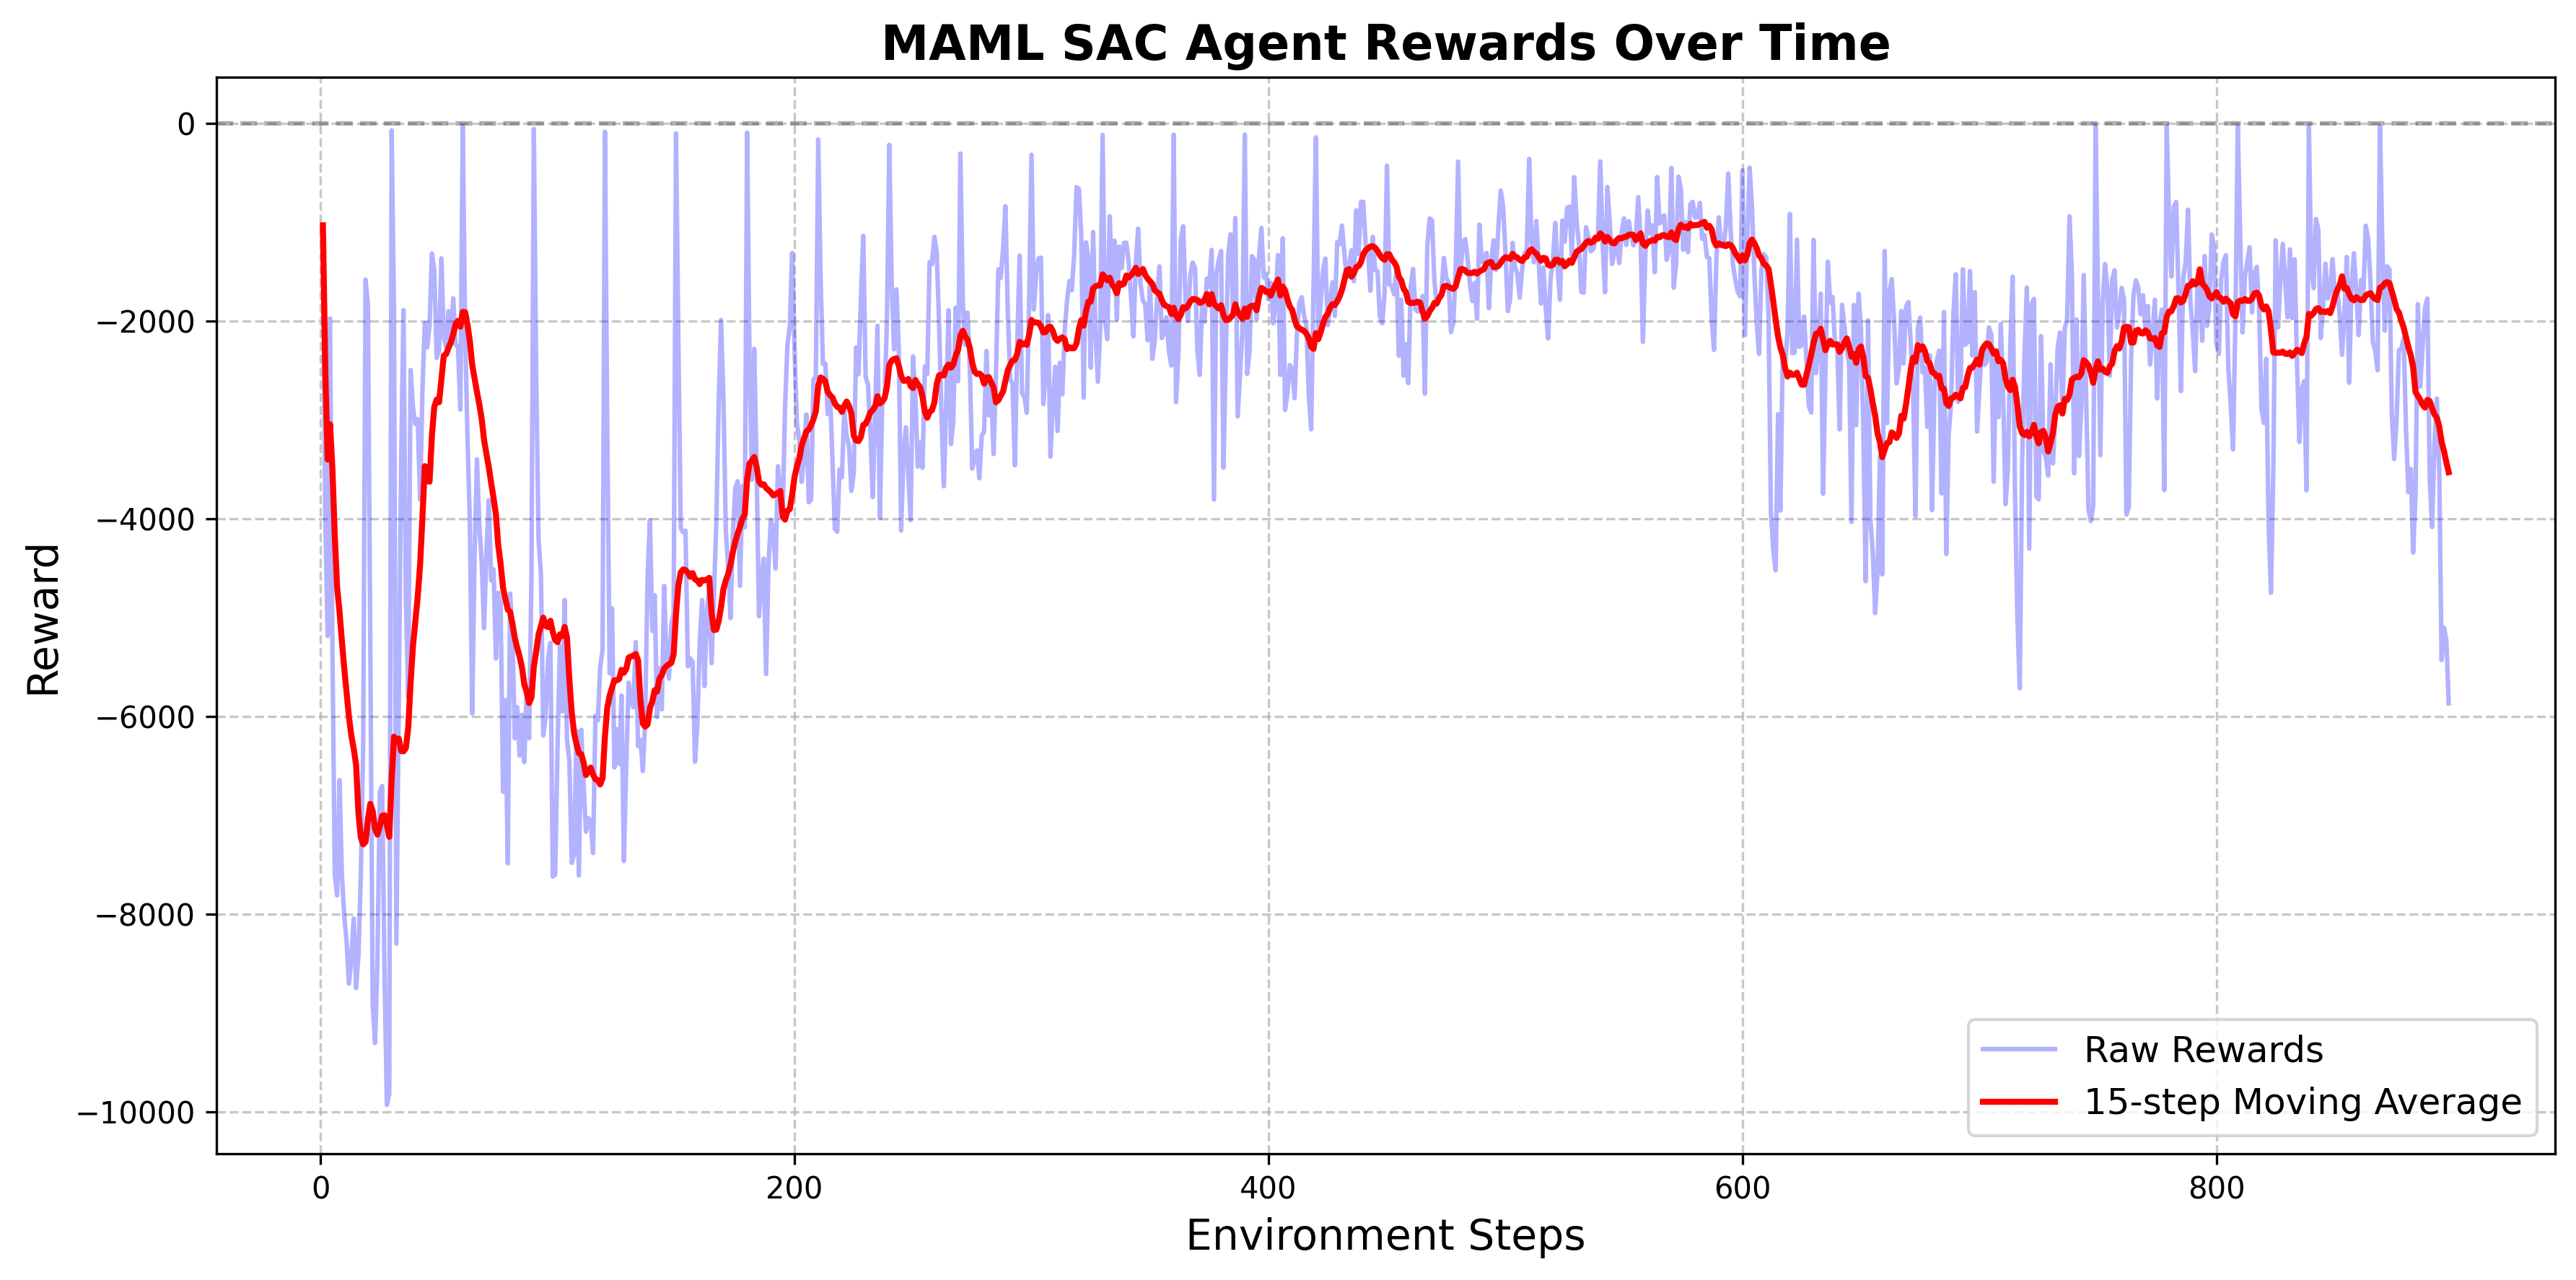 MAML SAC Agent Rewards Over Time
Reward
0
−2000
−4000
−6000
−8000
−10000
0 200 400 600 800
Environment Steps
Raw Rewards
15-step Moving Average